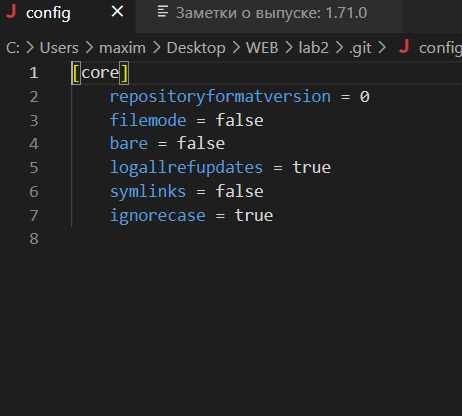 config
Заметки о выпуске: 1.71.0
C: > Users > maxim > Desktop > WEB > lab2 > .git > config
1 [core]
2 repositoryformatversion = 0
3 filemode = false
4 bare = false
5 logallrefupdates = true
6 symlinks = false
7 ignorecase = true
8